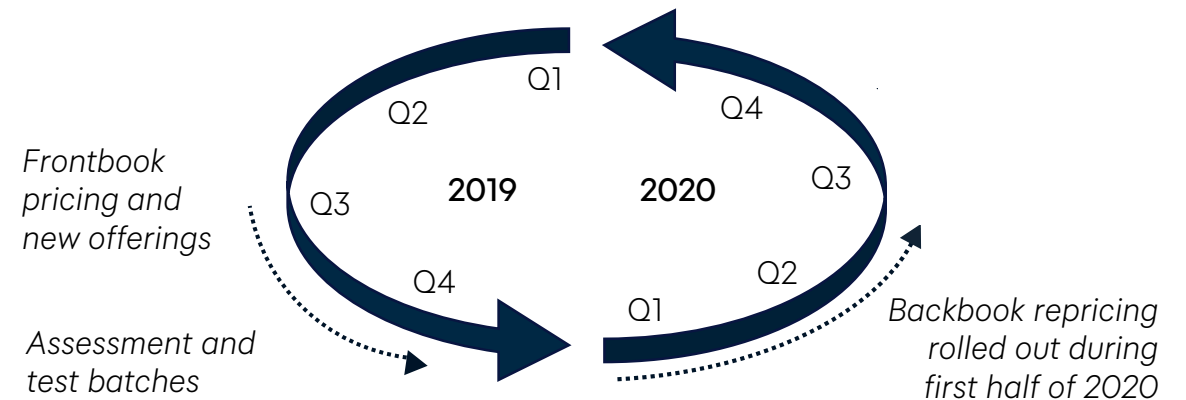 Q1
Q2
Q3
Q4
2019
Frontbook
pricing and
new offerings
Assessment and
test batches
2020
Q4
Q3
Q2
Q1
Backbook repricing
rolled out during
first half of 2020